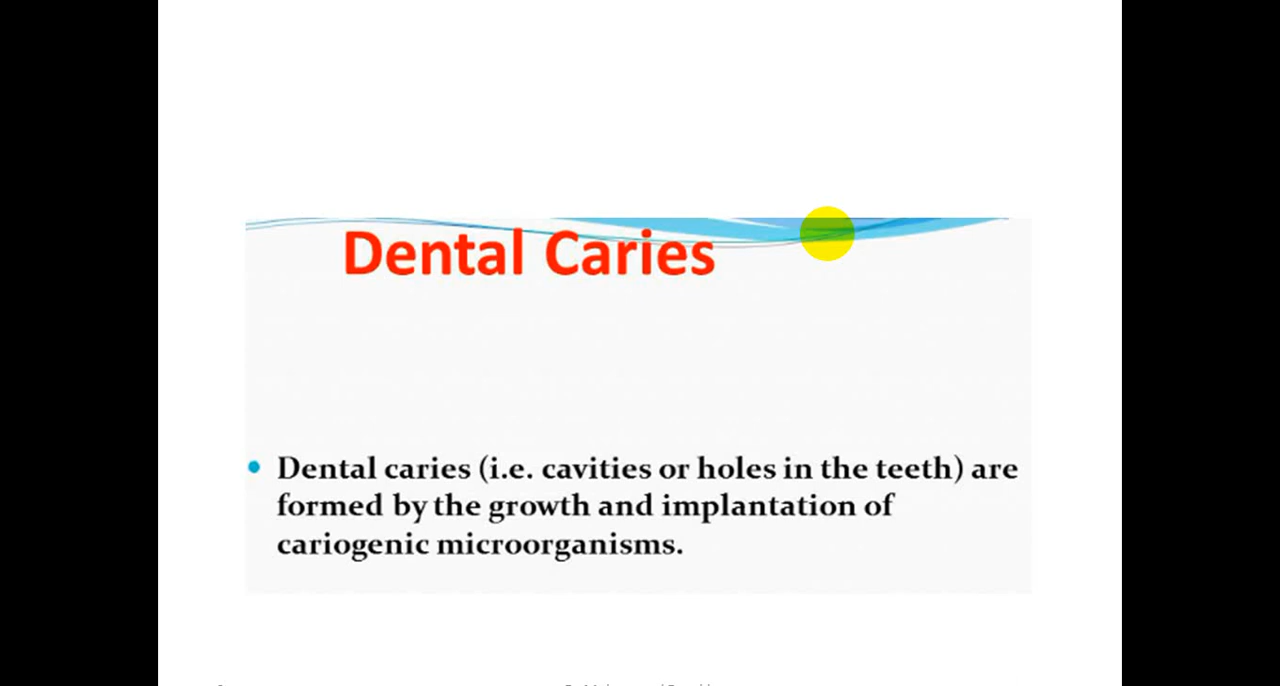 Dental Caries
• Dental caries (i.e. cavities or holes in the teeth) are
formed by the growth and implantation of
cariogenic microorganisms.